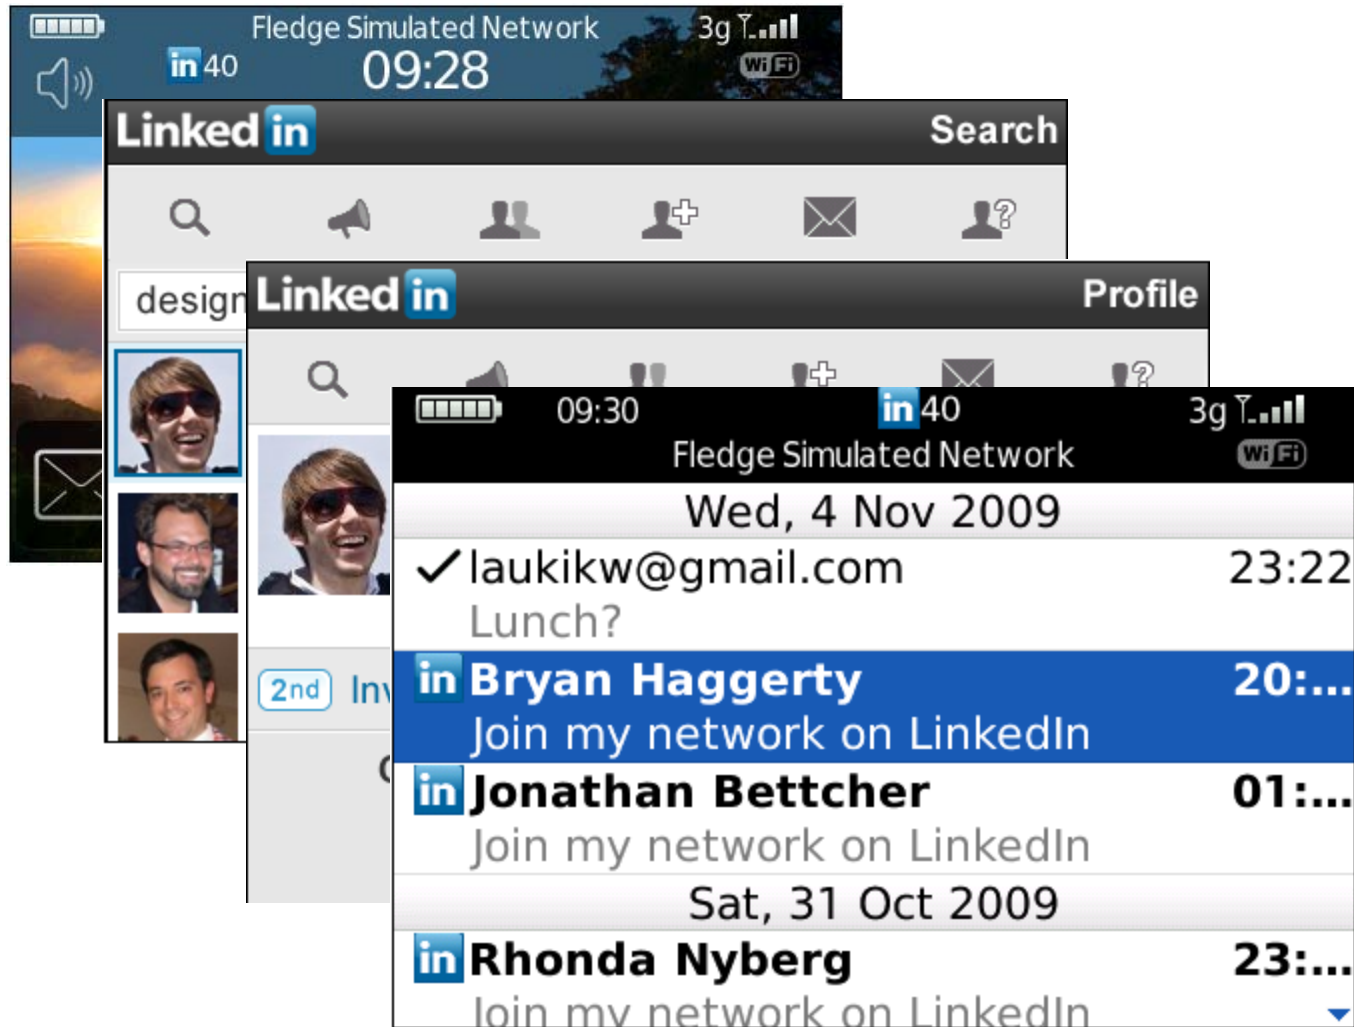 Fledge Simulated Network 3g
in 40 09:28 WiFi
Linked in Search
design
Linked in Profile
2nd
09:30 in 40 3g
Fledge Simulated Network WiFi
Wed, 4 Nov 2009
laukikw@gmail.com 23:22
Lunch?
in Bryan Haggerty 20:...
Join my network on LinkedIn
in Jonathan Bettcher 01:...
Join my network on LinkedIn
Sat, 31 Oct 2009
in Rhonda Nyberg 23:...
Join my network on LinkedIn